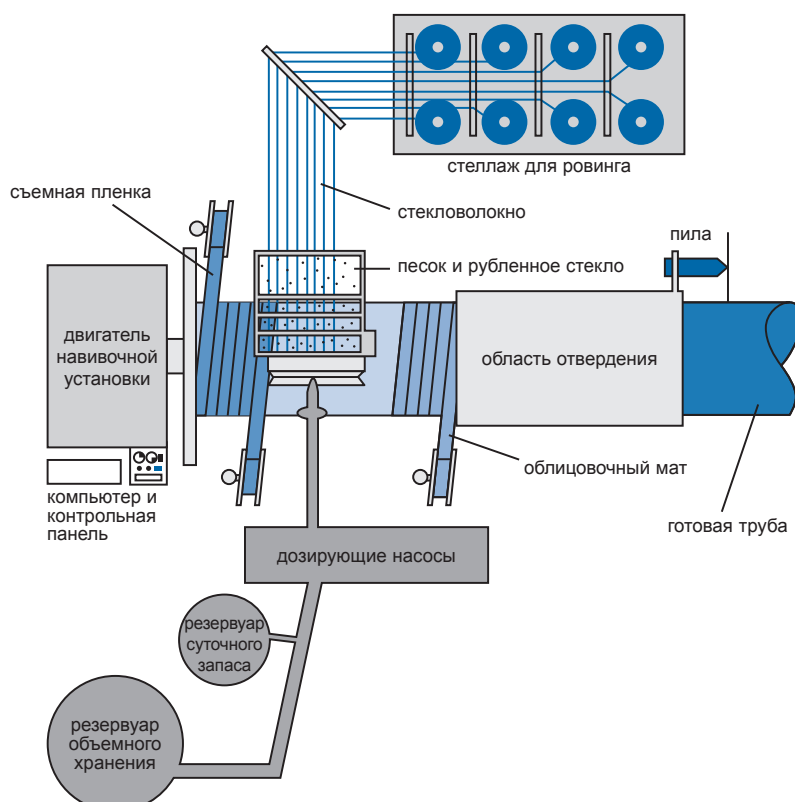 стеллаж для ровинга
съемная пленка
стекловолокно
пила
песок и рубленное стекло
двигатель
навивочной
установки
область отвердения
облицовочный мат
компьютер и
контрольная
панель
готовая труба
дозирующие насосы
резервуар
суточного
запаса
резервуар
объемного
хранения